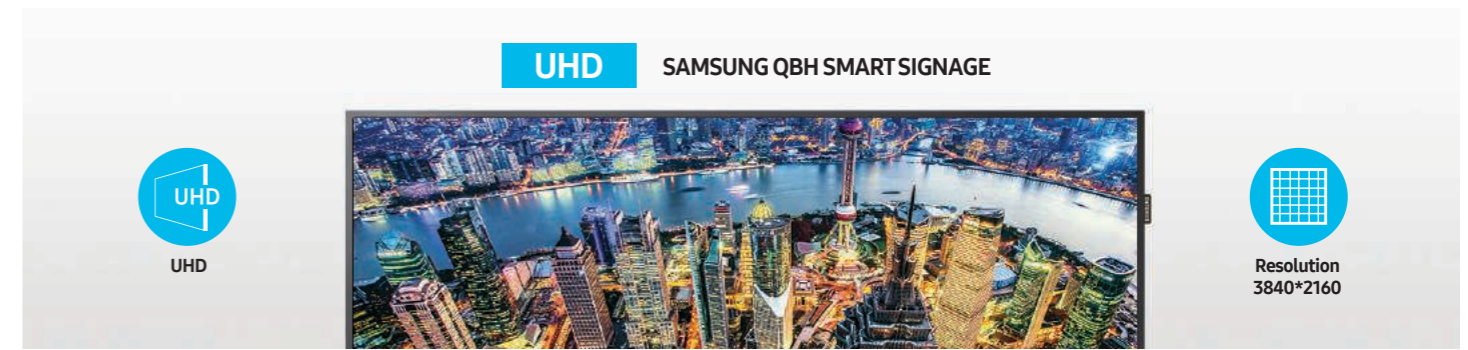 UHD SAMSUNG QBH SMART SIGNAGE
UHD
UHD
Resolution
3840*2160